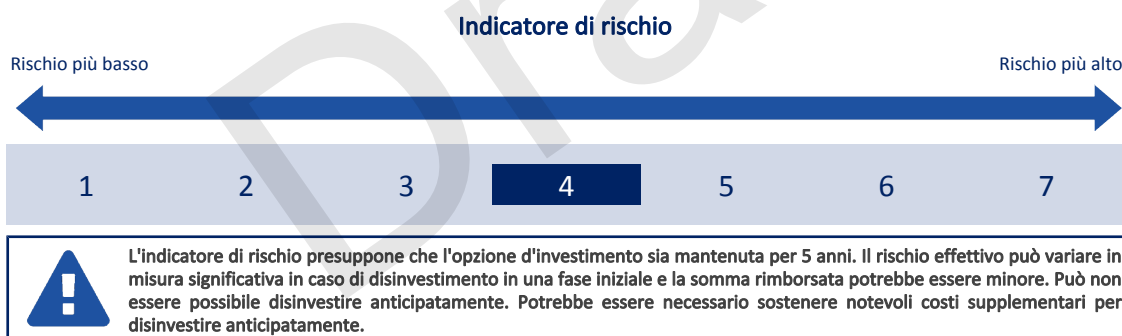 Indicatore di rischio
Rischio più basso
Rischio più alto
1 2 3 4 5 6 7
L'indicatore di rischio presuppone che l'opzione d'investimento sia mantenuta per 5 anni. Il rischio effettivo può variare in
misura significativa in caso di disinvestimento in una fase iniziale e la somma rimborsata potrebbe essere minore. Può non
essere possibile disinvestire anticipatamente. Potrebbe essere necessario sostenere notevoli costi supplementari per
disinvestire anticipatamente.
Dra